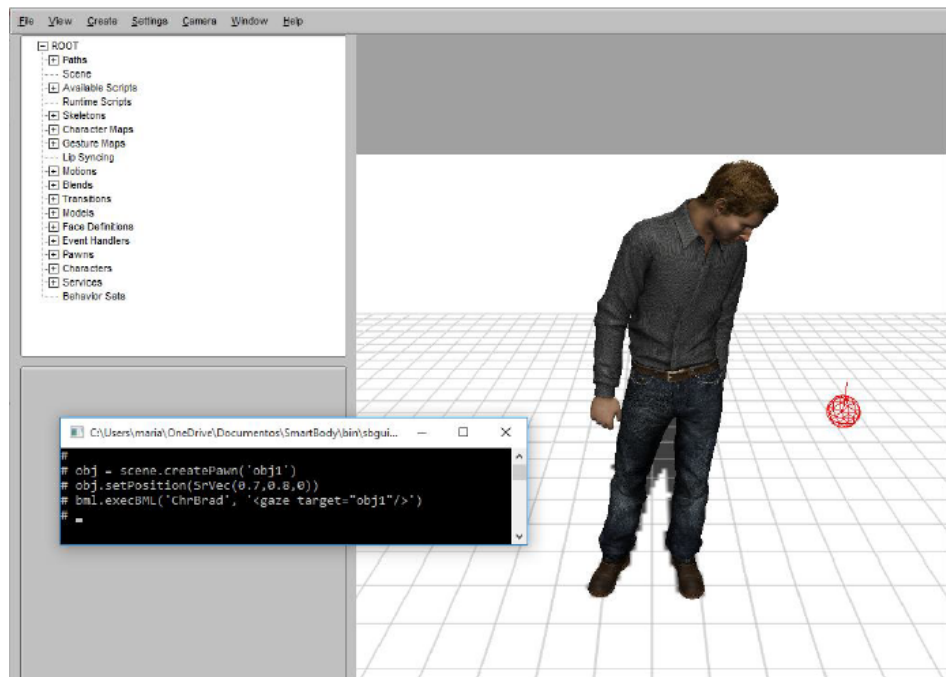 File View Create Settings Camera Window Help
ROOT
Paths
Scene
Available Scripts
Runtime Scripts
Skeletons
Character Maps
Gesture Maps
Lip Syncing
Motions
Blends
Transitions
Models
Face Definitions
Event Handlers
Pawns
Characters
Services
Behavior Sets
C:\Users\maria\OneDrive\Documentos\SmartBody\bin\sbgui...
#
# obj = scene.createPawn('obj1')
# obj.setPosition(SrVec(0.7,0.8,0))
# bml.execBML('ChrBrad', '<gaze target="obj1"/>')
#